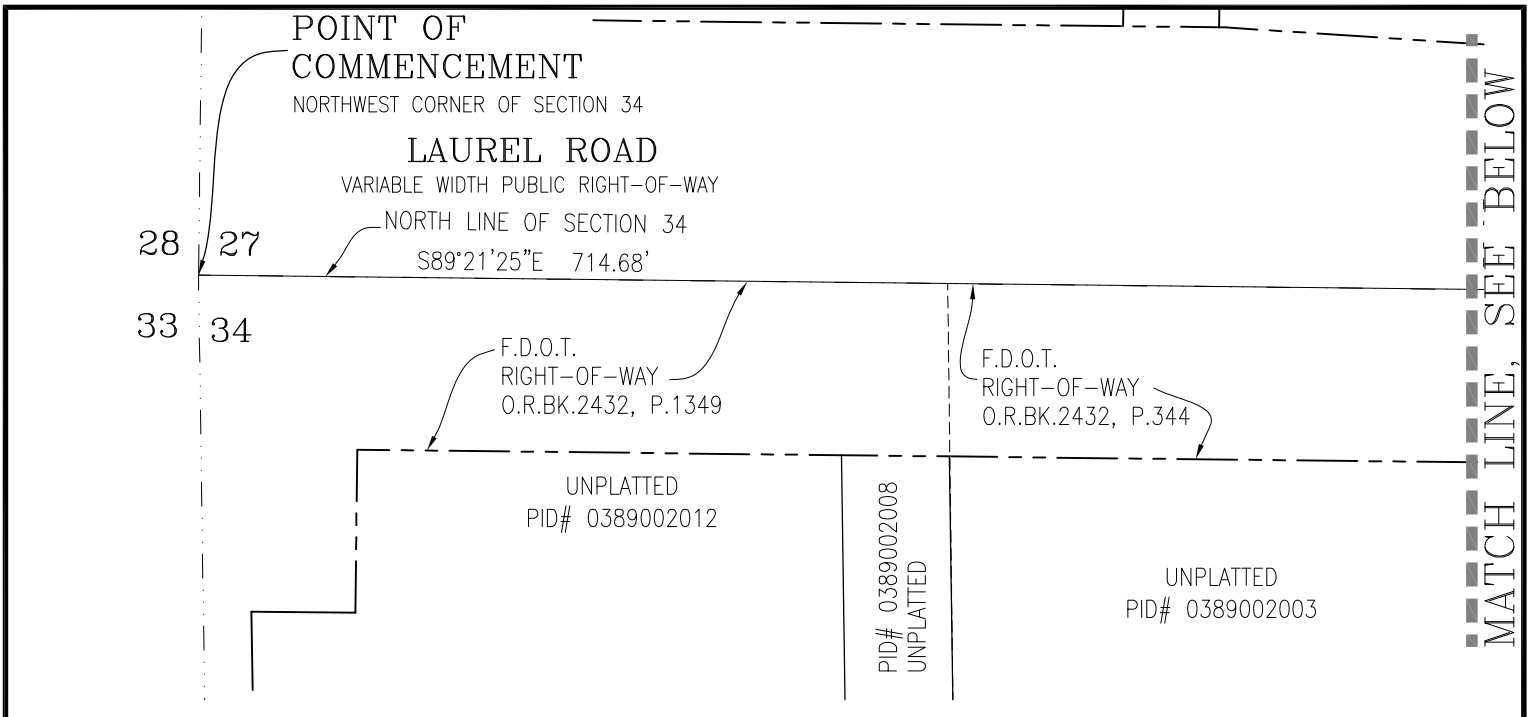 POINT OF
COMMENCEMENT
NORTHWEST CORNER OF SECTION 34
LAUREL ROAD
VARIABLE WIDTH PUBLIC RIGHT-OF-WAY
NORTH LINE OF SECTION 34
28 27
S89°21'25"E 714.68'
33 34
F.D.O.T.
RIGHT-OF-WAY
O.R.BK.2432, P.1349
F.D.O.T.
RIGHT-OF-WAY
O.R.BK.2432, P.344
UNPLATTED
PID# 0389002012
PID# 0389002008
UNPLATTED
UNPLATTED
PID# 0389002003
MATCH LINE, SEE BELOW